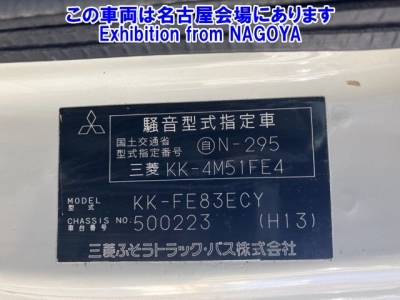 この車両は名古屋会場にあります
Exhibition from NAGOYA
騒音型式指定車
国土交通省
型式指定番号 自 N-295
三菱 KK-4M51FE4
MODEL
型式 KK-FE83ECY
CHASSIS NO.
車台番号 500223 (H13)
三菱ふそうトラック・バス株式会社